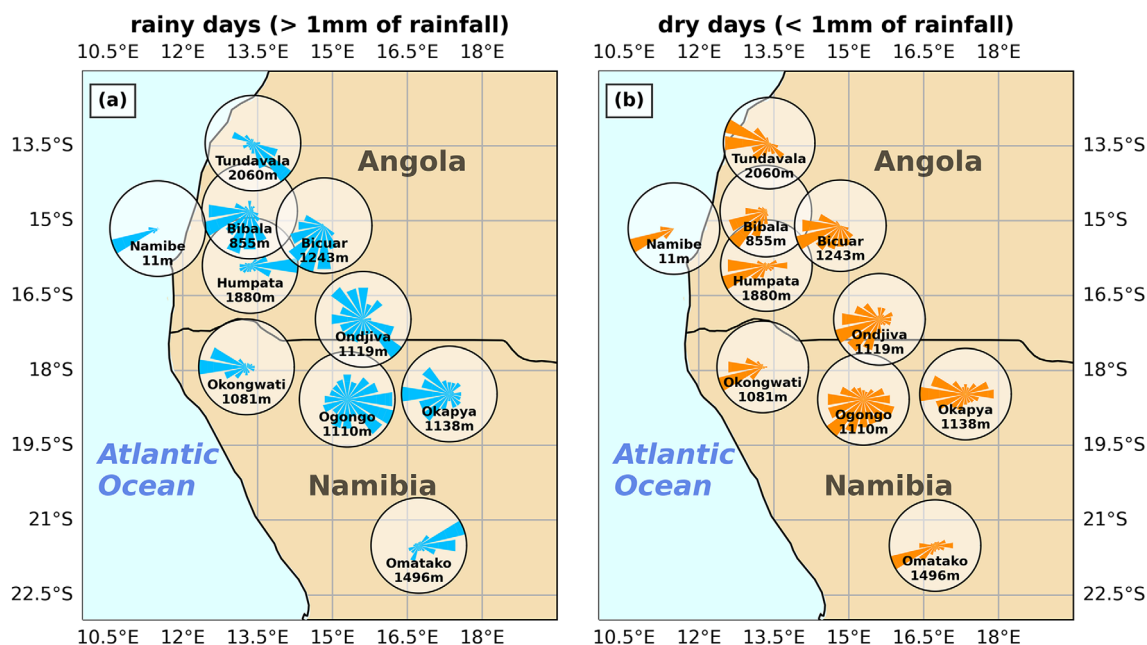 rainy days (> 1mm of rainfall)
10.5°E 12°E 13.5°E 15°E 16.5°E 18°E
(a)
13.5°S
15°S
16.5°S
18°S
19.5°S
21°S
22.5°S
Angola
Tundavala
2060m
Bibala
855m
Namibe
11m
Bicuar
1243m
Humpata
1880m
Ondjiva
1119m
Okongwati
1081m
Ogongo
1110m
Okapya
1138m
Atlantic
Ocean
Namibia
Omatako
1496m
10.5°E 12°E 13.5°E 15°E 16.5°E 18°E
dry days (< 1mm of rainfall)
10.5°E 12°E 13.5°E 15°E 16.5°E 18°E
(b)
Angola
Tundavala
2060m
Bibala
855m
Namibe
11m
Bicuar
1243m
Humpata
1880m
Ondjiva
1119m
Okongwati
1081m
Ogongo
1110m
Okapya
1138m
Atlantic
Ocean
Namibia
Omatako
1496m
13.5°S
15°S
16.5°S
18°S
19.5°S
21°S
22.5°S
10.5°E 12°E 13.5°E 15°E 16.5°E 18°E